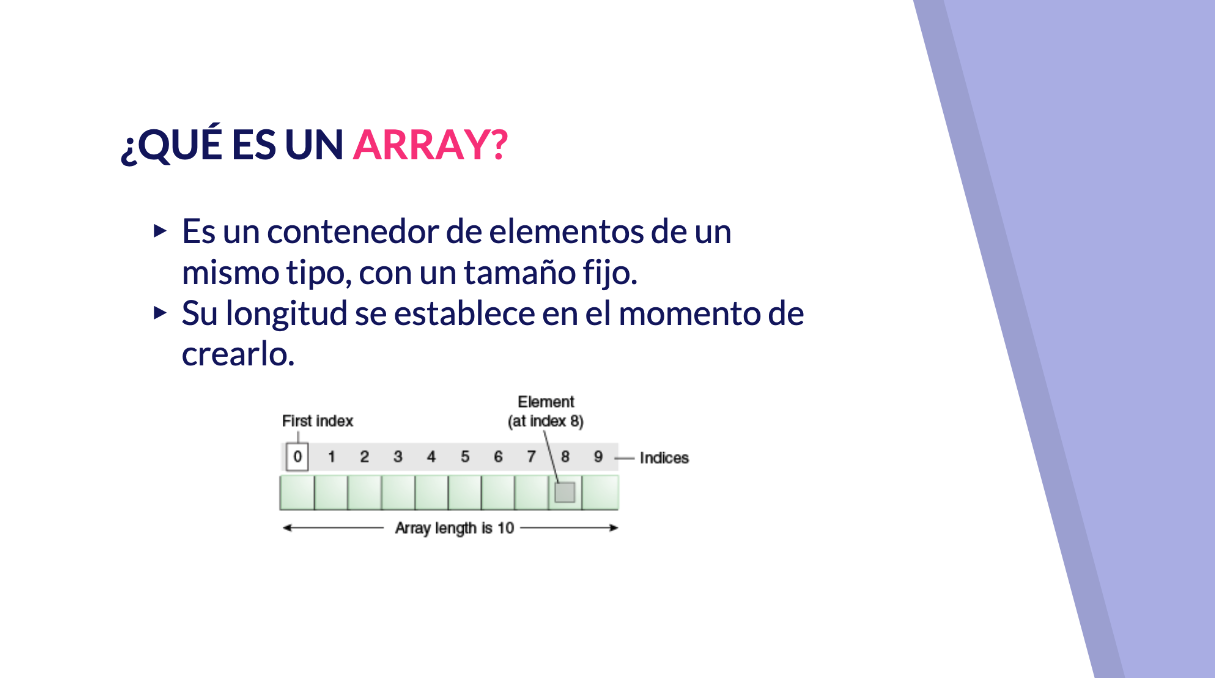 ¿QUÉ ES UN ARRAY?
▸ Es un contenedor de elementos de un
mismo tipo, con un tamaño fijo.
▸ Su longitud se establece en el momento de
crearlo.
Element
First index (at index 8)
0 1 2 3 4 5 6 7 8 9 Indices
Array length is 10